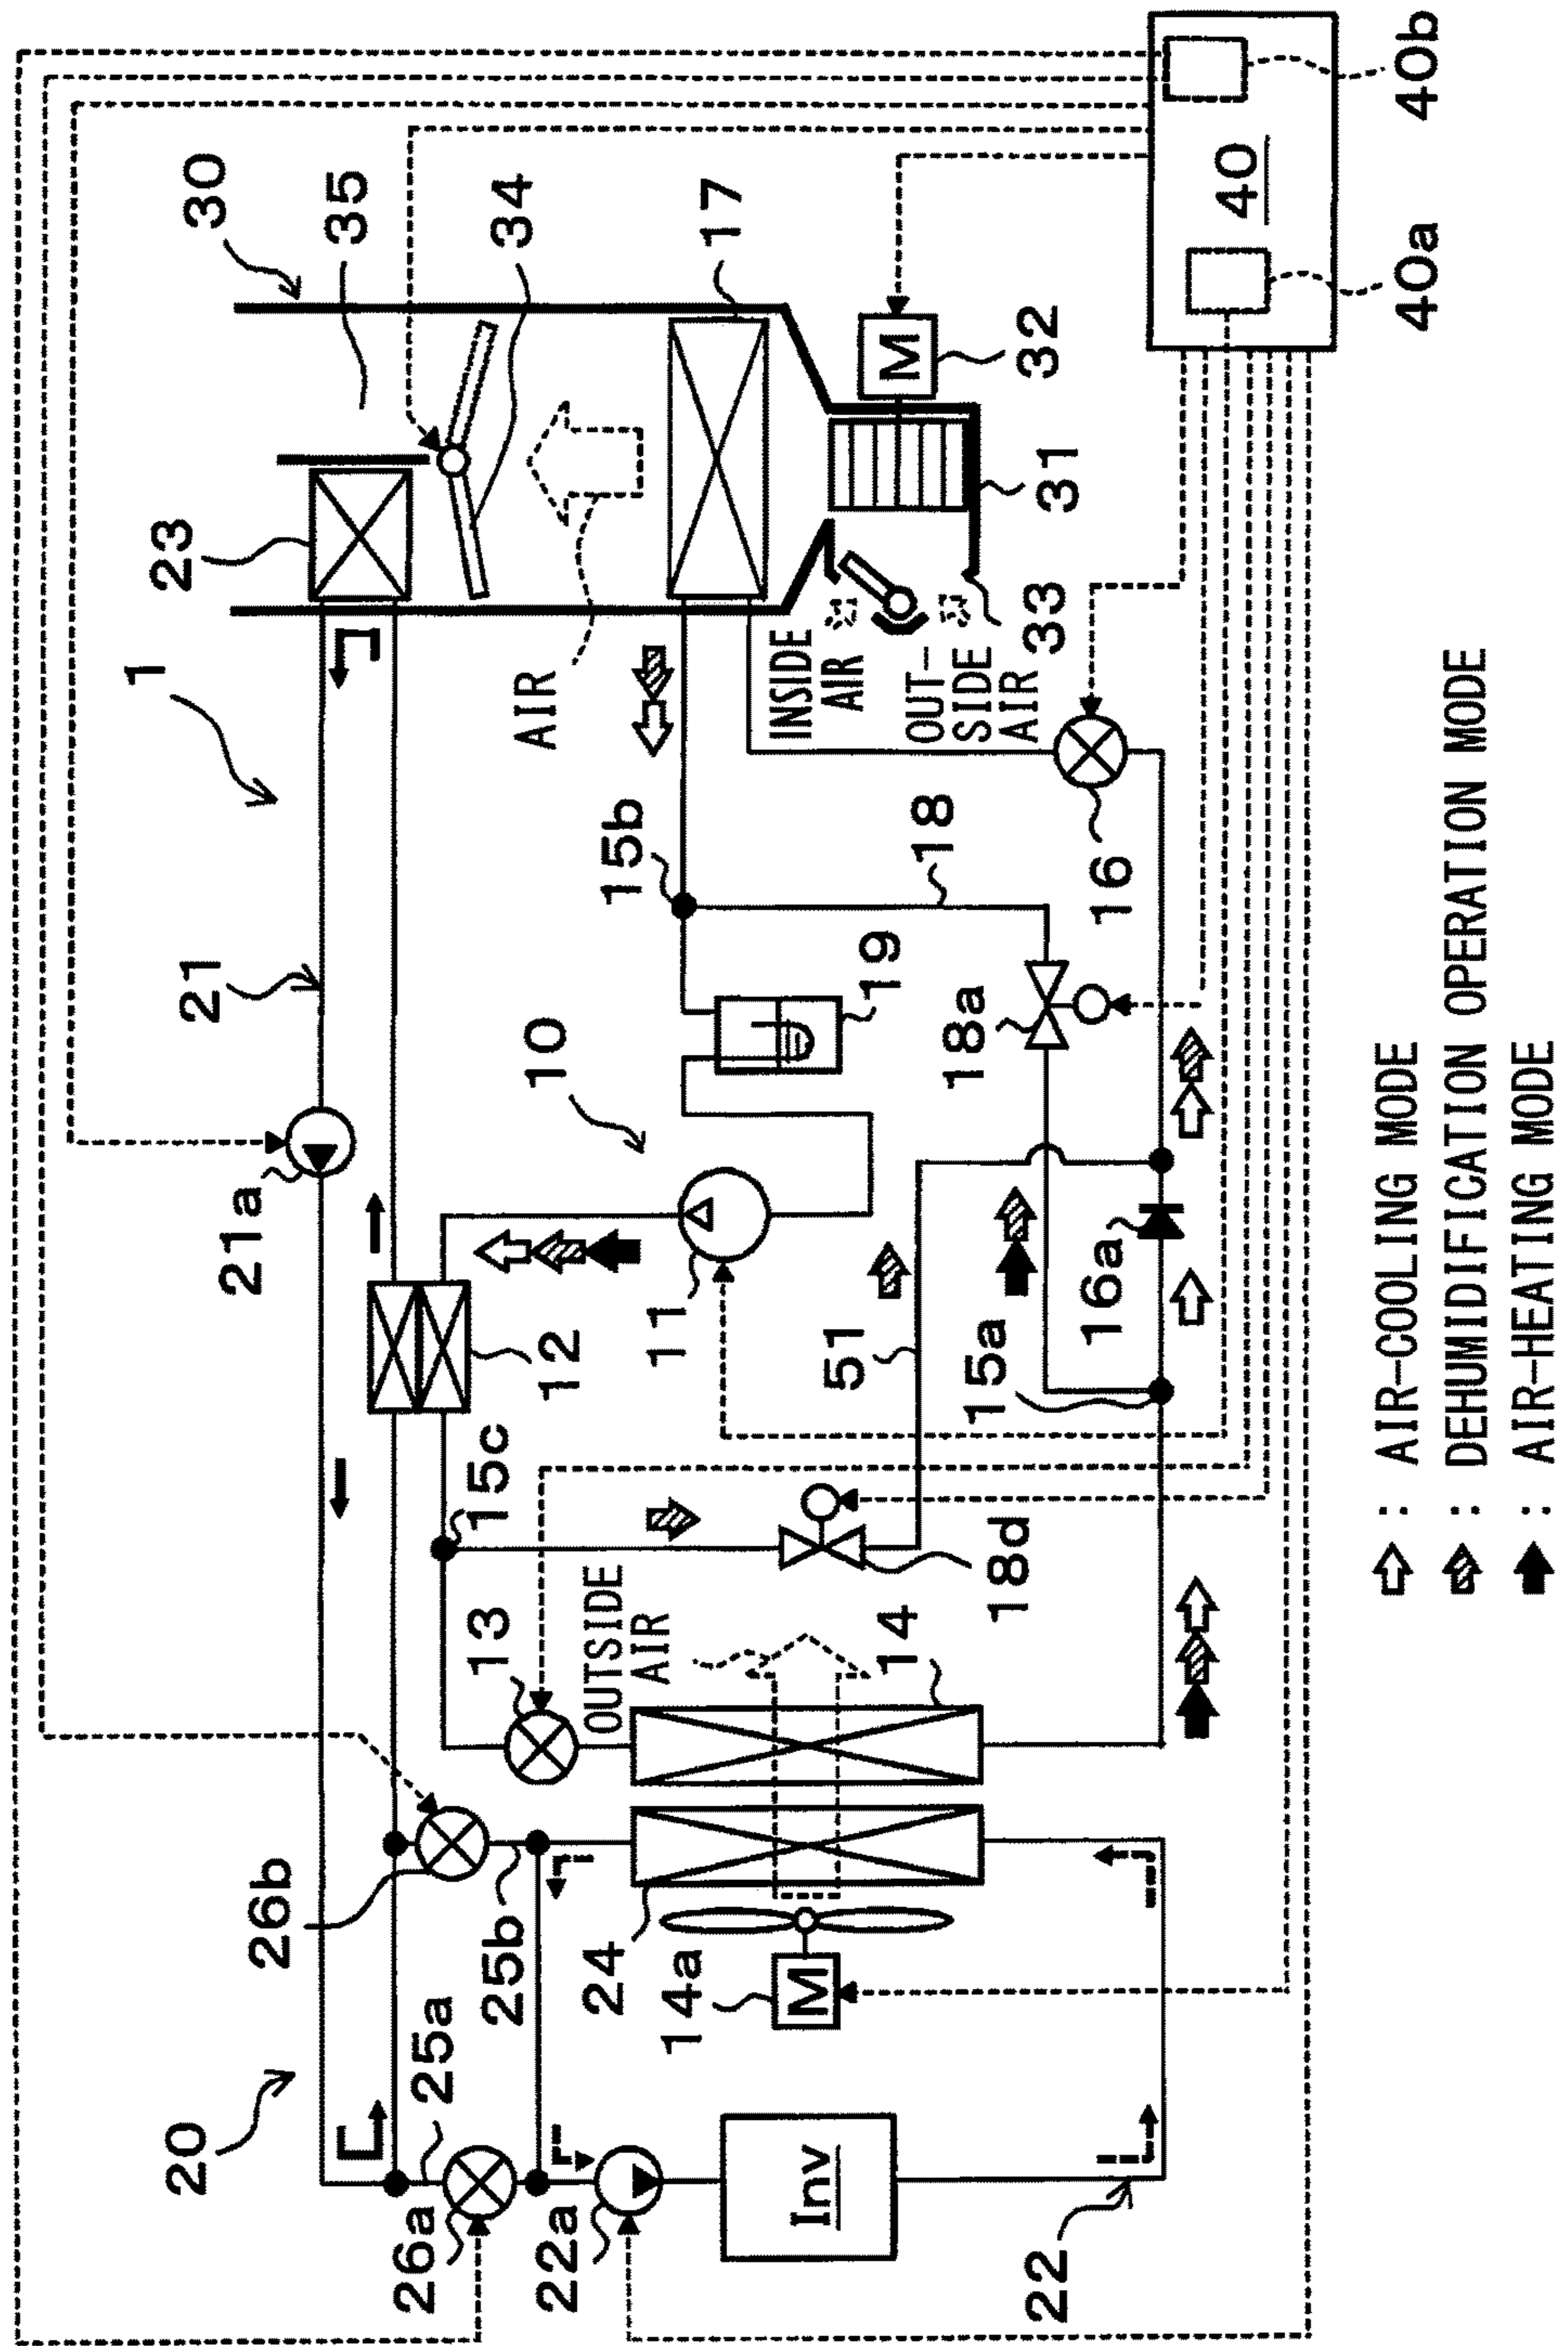 1
20
21
21a
23
30
35
34
17
40b
40
40a
M
32
31
33
INSIDE
AIR
OUT-
SIDE
AIR
AIR
15b
18
16
19
18a
10
11
12
16a
15a
51
15c
18d
13
OUTSIDE
AIR
14
26b
25b
24
14a
M
25a
26a
22a
Inv
22
: AIR-COOLING MODE
: DEHUMIDIFICATION OPERATION MODE
: AIR-HEATING MODE